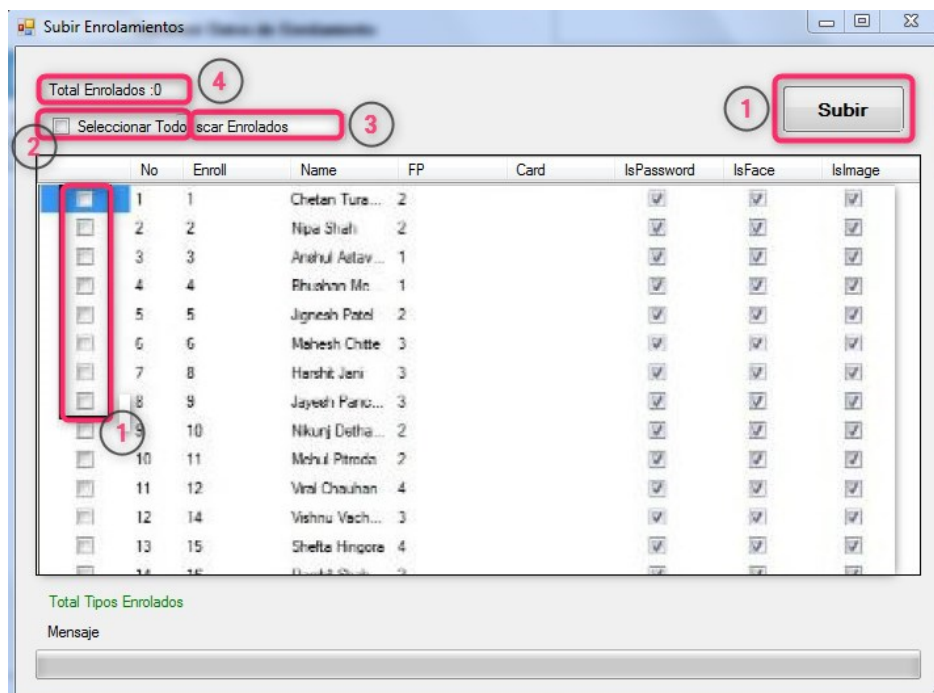 Subir Enrolamientos
Total Enrolados :0
4
1
Subir
Seleccionar Todo scar Enrolados
3
2
No Enroll Name FP Card IsPassword IsFace IsImage
1 1 Chetan Tura... 2
2 2 Nipa Shah 2
3 3 Anshul Astav... 1
4 4 Bhushan Mc 1
5 5 Jignesh Patel 2
6 6 Mahesh Chitte 3
7 8 Harshit Jani 3
8 9 Jayesh Panc... 3
1
9 10 Nikunj Detha... 2
10 11 Mehul Pitroda 2
11 12 Viral Chauhan 4
12 14 Vishnu Vach... 3
13 15 Shefta Hingora 4
Total Tipos Enrolados
Mensaje